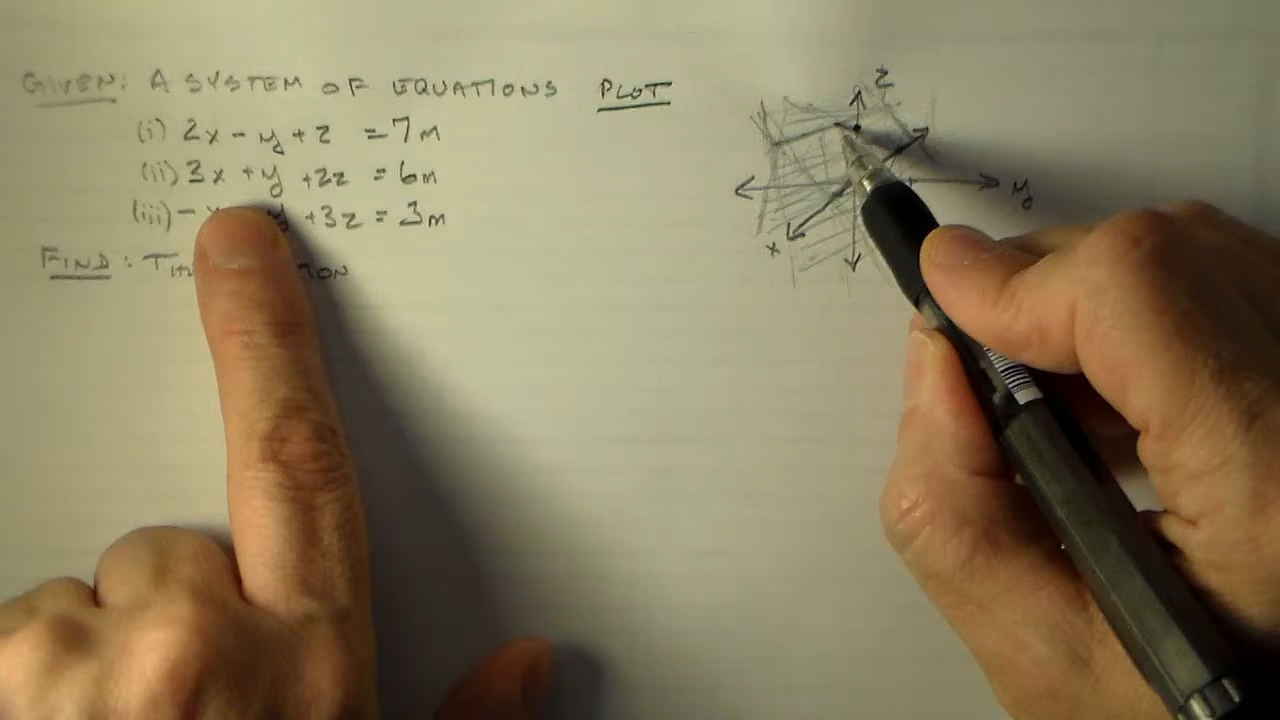 GIVEN: A SYSTEM OF EQUATIONS PLOT
(i) 2x - y + z = 7m
(ii) 3x + y + 2z = 6m
(iii) - y + 3z = 3m
FIND:
z
y
x